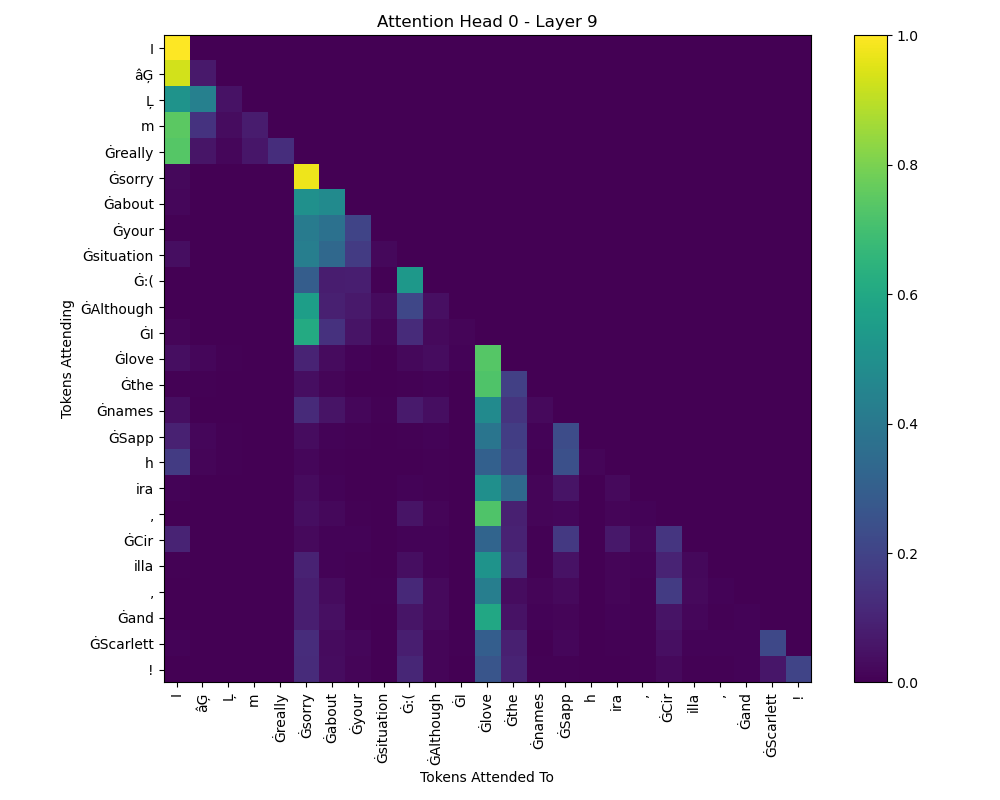 Attention Head 0 - Layer 9
I
âĢ
Ļ
m
Ġreally
Ġsorry
Ġabout
Ġyour
Ġsituation
Ġ:(
ĠAlthough
ĠI
Ġlove
Ġthe
Ġnames
ĠSapp
h
ira
,
ĠCir
illa
,
Ġand
ĠScarlett
!
Tokens Attending
I
âĢ
Ļ
m
Ġreally
Ġsorry
Ġabout
Ġyour
Ġsituation
Ġ:(
ĠAlthough
ĠI
Ġlove
Ġthe
Ġnames
ĠSapp
h
ira
,
ĠCir
illa
,
Ġand
ĠScarlett
!
Tokens Attended To
1.0
0.8
0.6
0.4
0.2
0.0